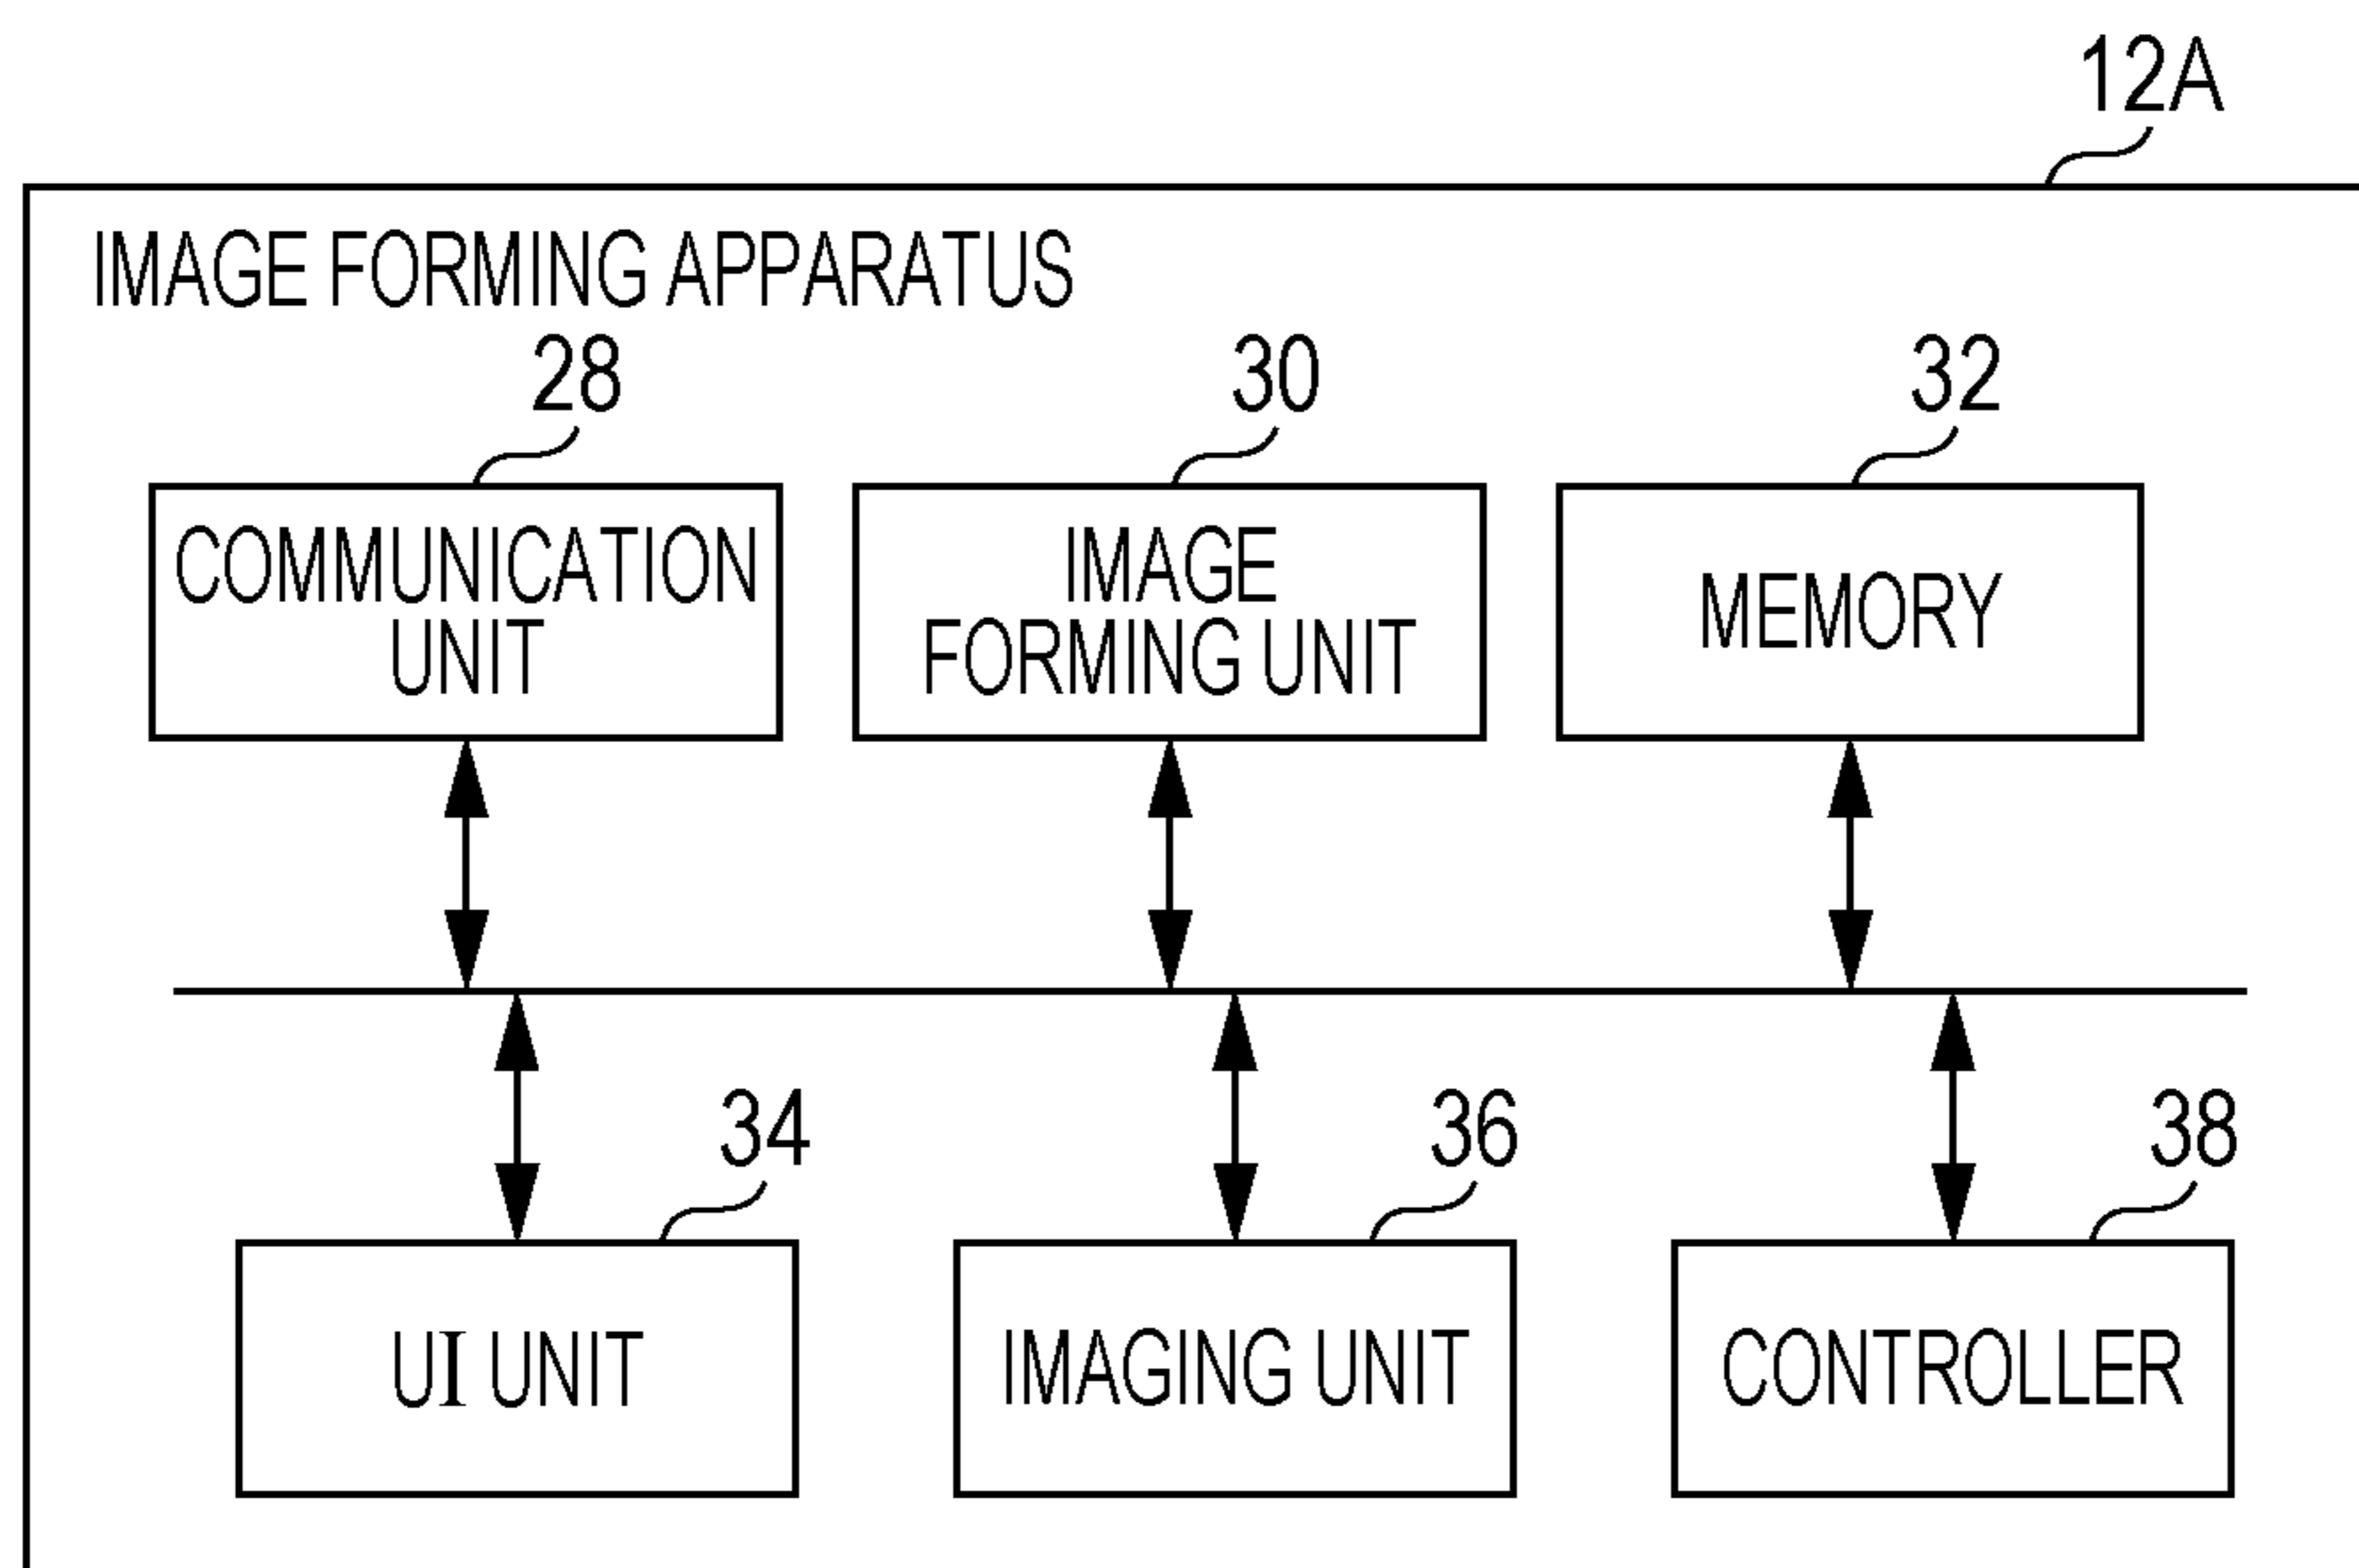 12A
IMAGE FORMING APPARATUS
28
30
32
COMMUNICATION
UNIT
IMAGE
FORMING UNIT
MEMORY
34
36
38
UI UNIT
IMAGING UNIT
CONTROLLER